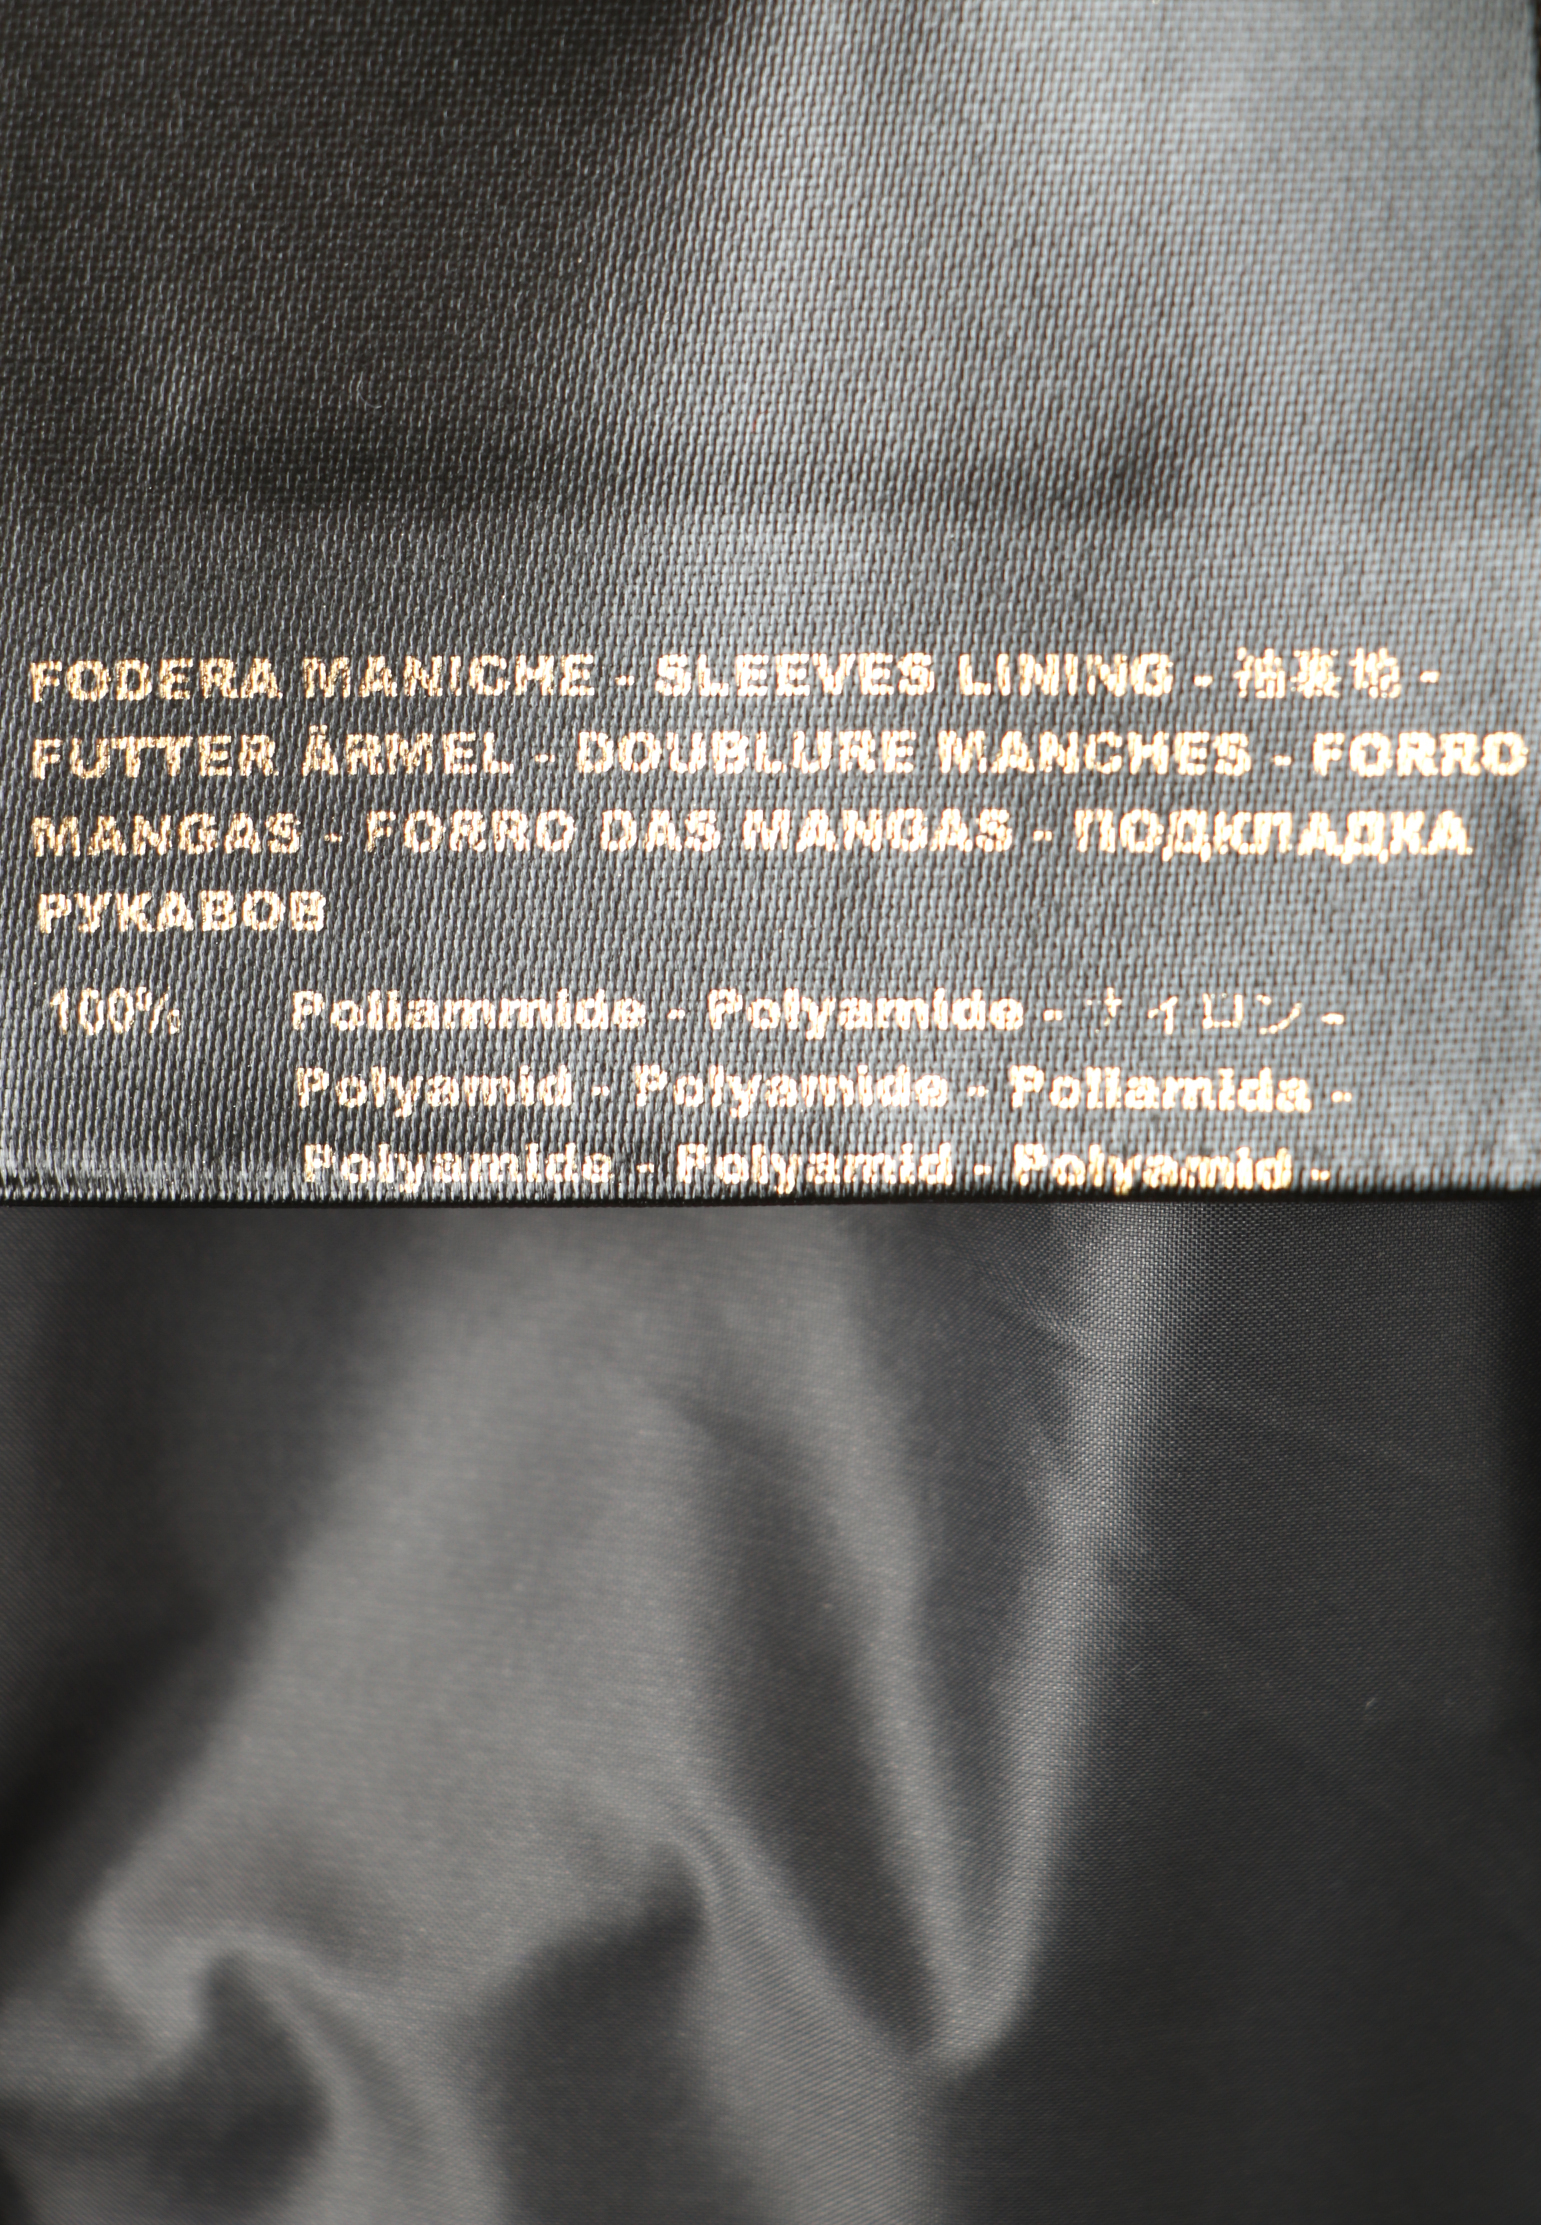 FODERA MANICHE - SLEEVES LINING - 袖裏地 -
FUTTER ÄRMEL - DOUBLURE MANCHES - FORRO
MANGAS - FORRO DAS MANGAS - ПОДКЛАДКА
РУКАВОВ
100% Poliammide - Polyamide - ナイロン -
Polyamid - Polyamide - Poliamida -
Polyamide - Polyamid - Polyamid -